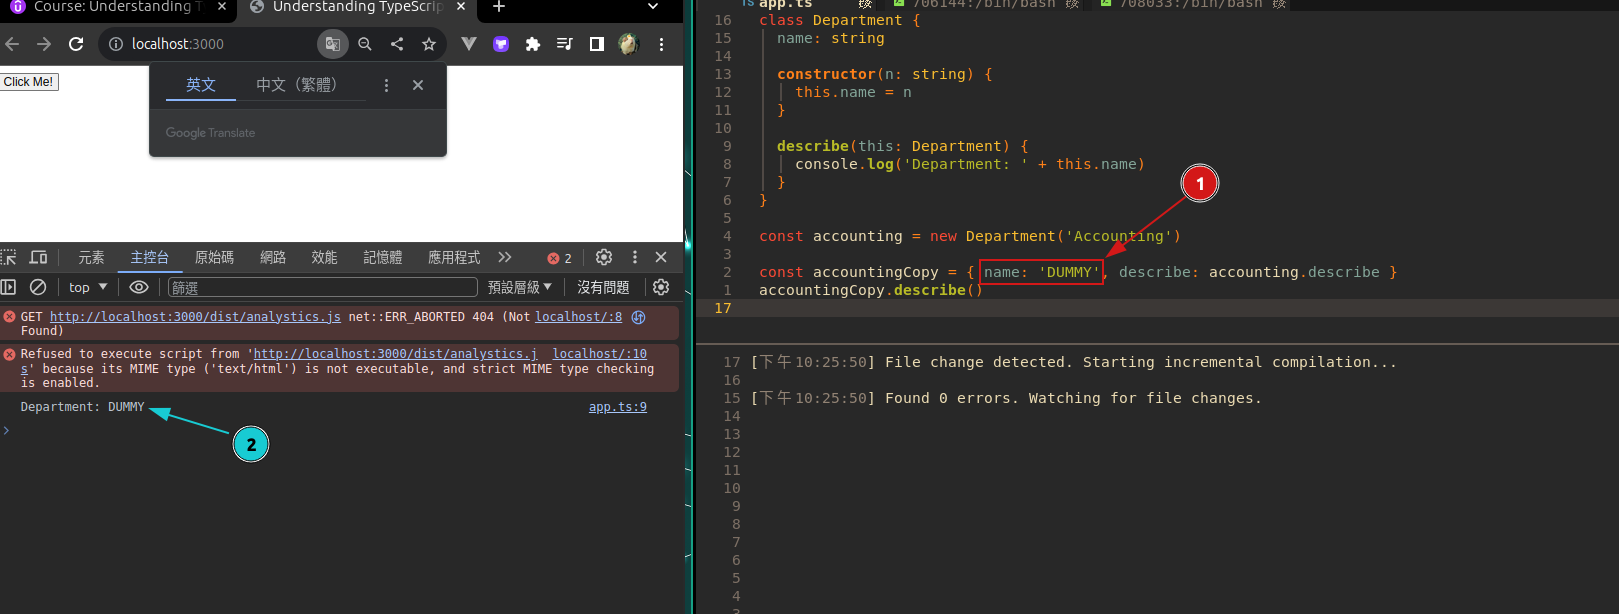 Course: Understanding T
Understanding TypeScrip
localhost:3000
Click Me!
英文
中文（繁體）
Google Translate
元素
主控台
原始碼
網路
效能
記憶體
應用程式
2
top
篩選
預設層級
沒有問題
GET http://localhost:3000/dist/analystics.js net::ERR_ABORTED 404 (Not localhost/:8
Found)
Refused to execute script from 'http://localhost:3000/dist/analystics.j localhost/:10
s' because its MIME type ('text/html') is not executable, and strict MIME type checking
is enabled.
Department: DUMMY
app.ts:9
2
TS app.ts
706144:/bin/bash
708033:/bin/bash
16 class Department {
15 name: string
14
13 constructor(n: string) {
12 this.name = n
11 }
10
9 describe(this: Department) {
8 console.log('Department: ' + this.name)
7 }
6 }
5
4 const accounting = new Department('Accounting')
3
2 const accountingCopy = { name: 'DUMMY', describe: accounting.describe }
1 accountingCopy.describe()
17
1
17 [下午10:25:50] File change detected. Starting incremental compilation...
16
15 [下午10:25:50] Found 0 errors. Watching for file changes.
14
13
12
11
10
9
8
7
6
5
4
3